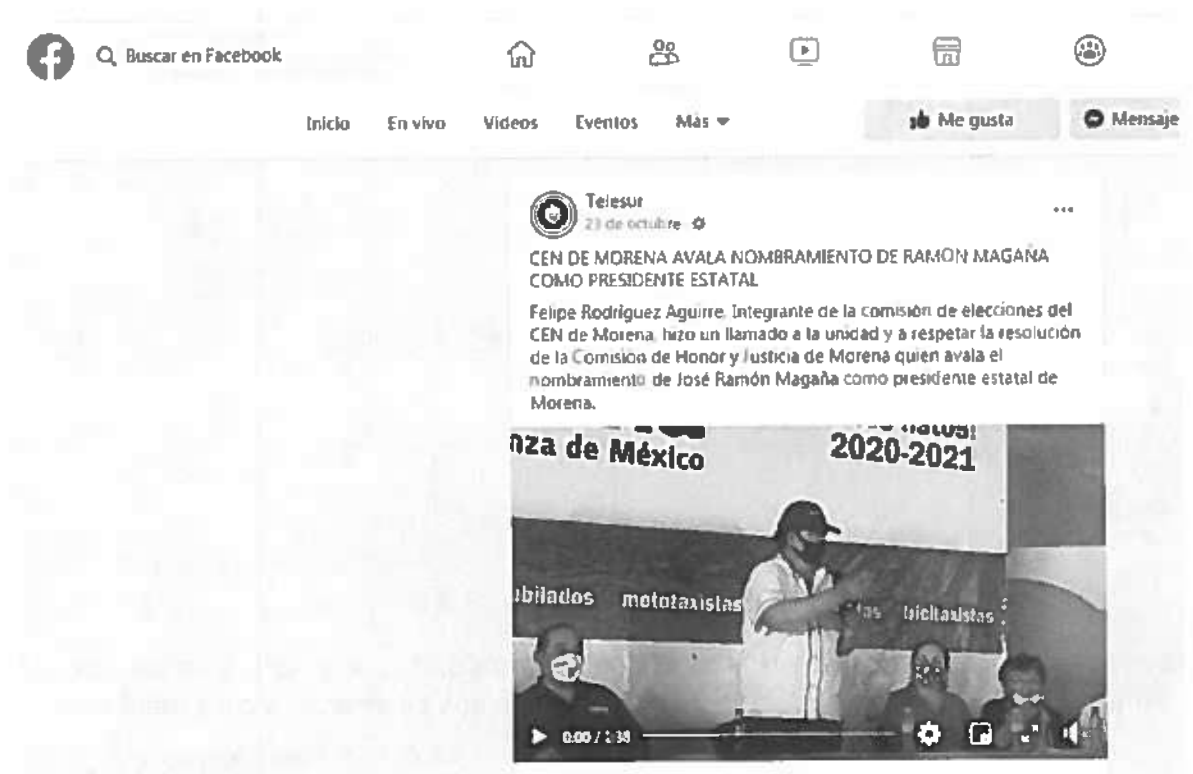 Buscar en Facebook
Inicio En vivo Videos Eventos Más
Me gusta Mensaje
Telesur
23 de octubre
CEN DE MORENA AVALA NOMBRAMIENTO DE RAMON MAGAÑA
COMO PRESIDENTE ESTATAL
Felipe Rodríguez Aguirre, Integrante de la comisión de elecciones del
CEN de Morena, hizo un llamado a la unidad y a respetar la resolución
de la Comisión de Honor y Justicia de Morena quien avala el
nombramiento de José Ramón Magaña como presidente estatal de
Morena.
nza de México
2020-2021
ubilados mototaxistas tas bicitaxistas
0:00 / 1:38